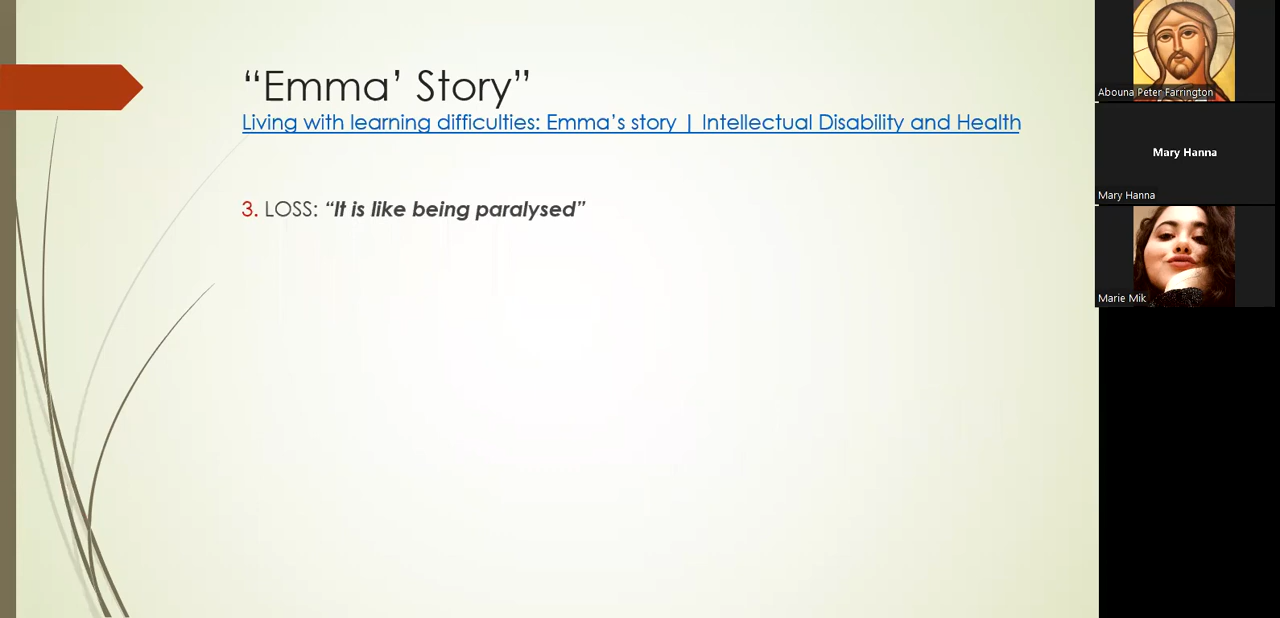 “Emma’ Story”
Living with learning difficulties: Emma’s story | Intellectual Disability and Health
3. LOSS: “It is like being paralysed”
Abouna Peter Farrington
Mary Hanna
Mary Hanna
Marie Mik